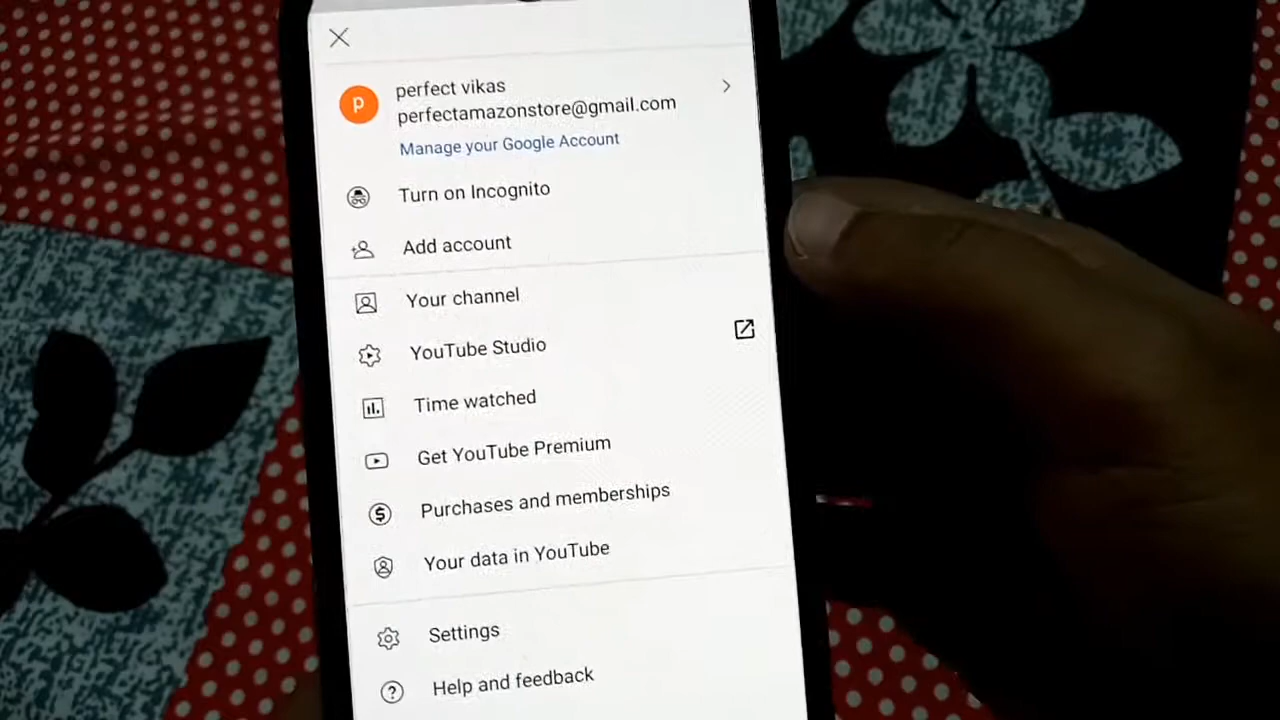 p
perfect vikas
perfectamazonstore@gmail.com
Manage your Google Account
Turn on Incognito
Add account
Your channel
YouTube Studio
Time watched
Get YouTube Premium
Purchases and memberships
Your data in YouTube
Settings
Help and feedback